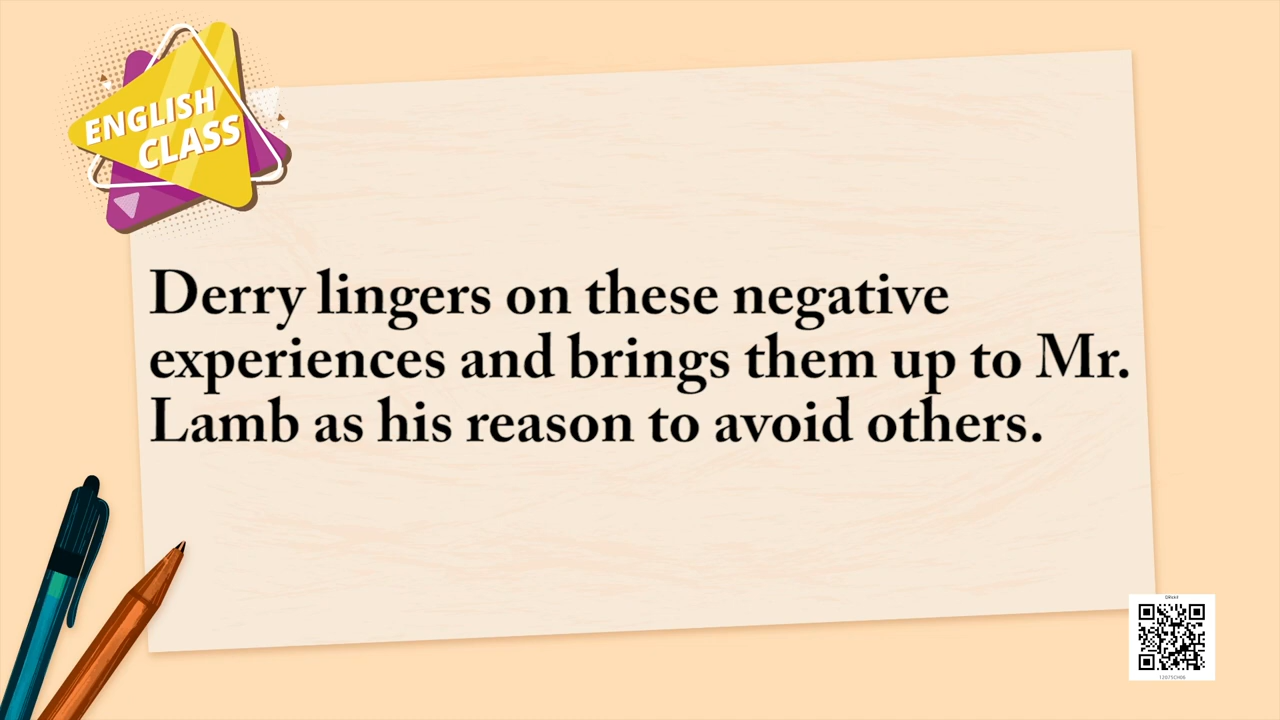 ENGLISH
CLASS
Derry lingers on these negative
experiences and brings them up to Mr.
Lamb as his reason to avoid others.
12075CH06